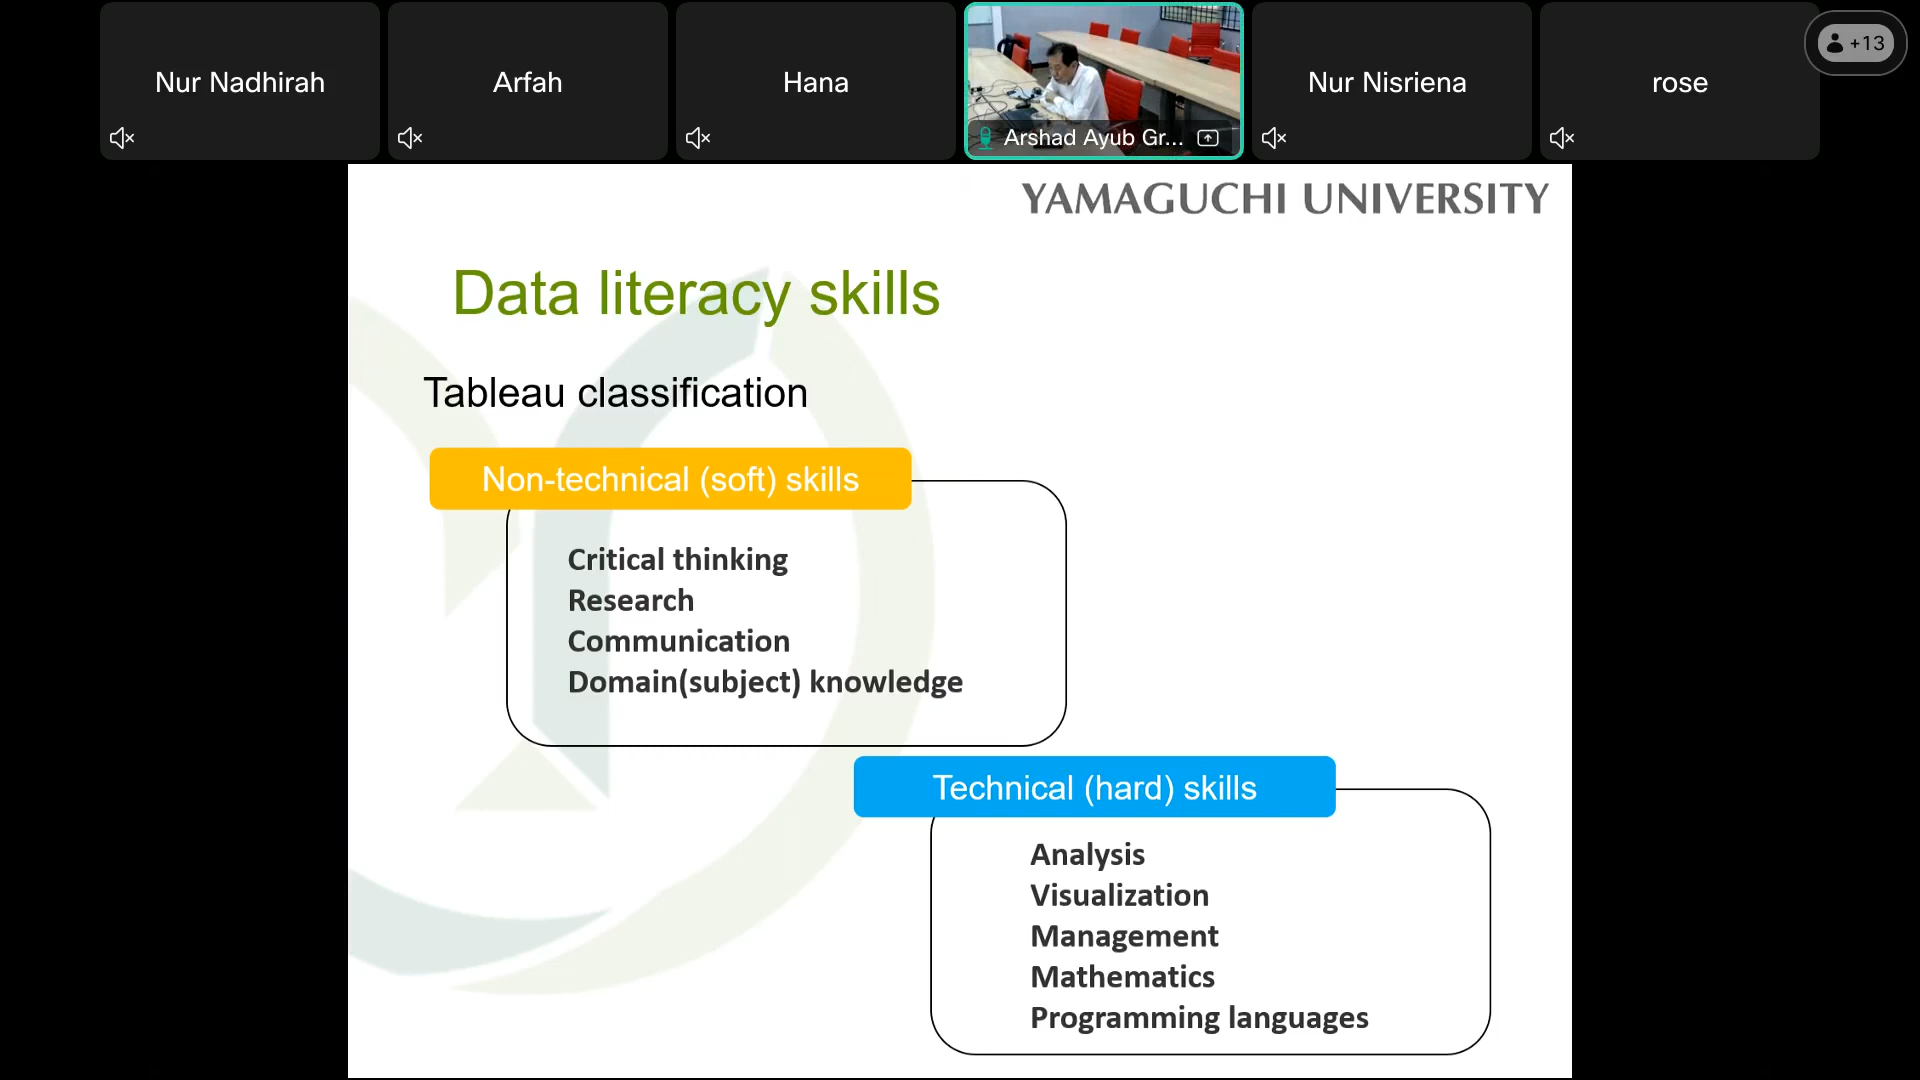 Nur Nadhirah
Arfah
Hana
Arshad Ayub Gr...
Nur Nisriena
rose
+13
YAMAGUCHI UNIVERSITY
Data literacy skills
Tableau classification
Non-technical (soft) skills
Critical thinking
Research
Communication
Domain(subject) knowledge
Technical (hard) skills
Analysis
Visualization
Management
Mathematics
Programming languages